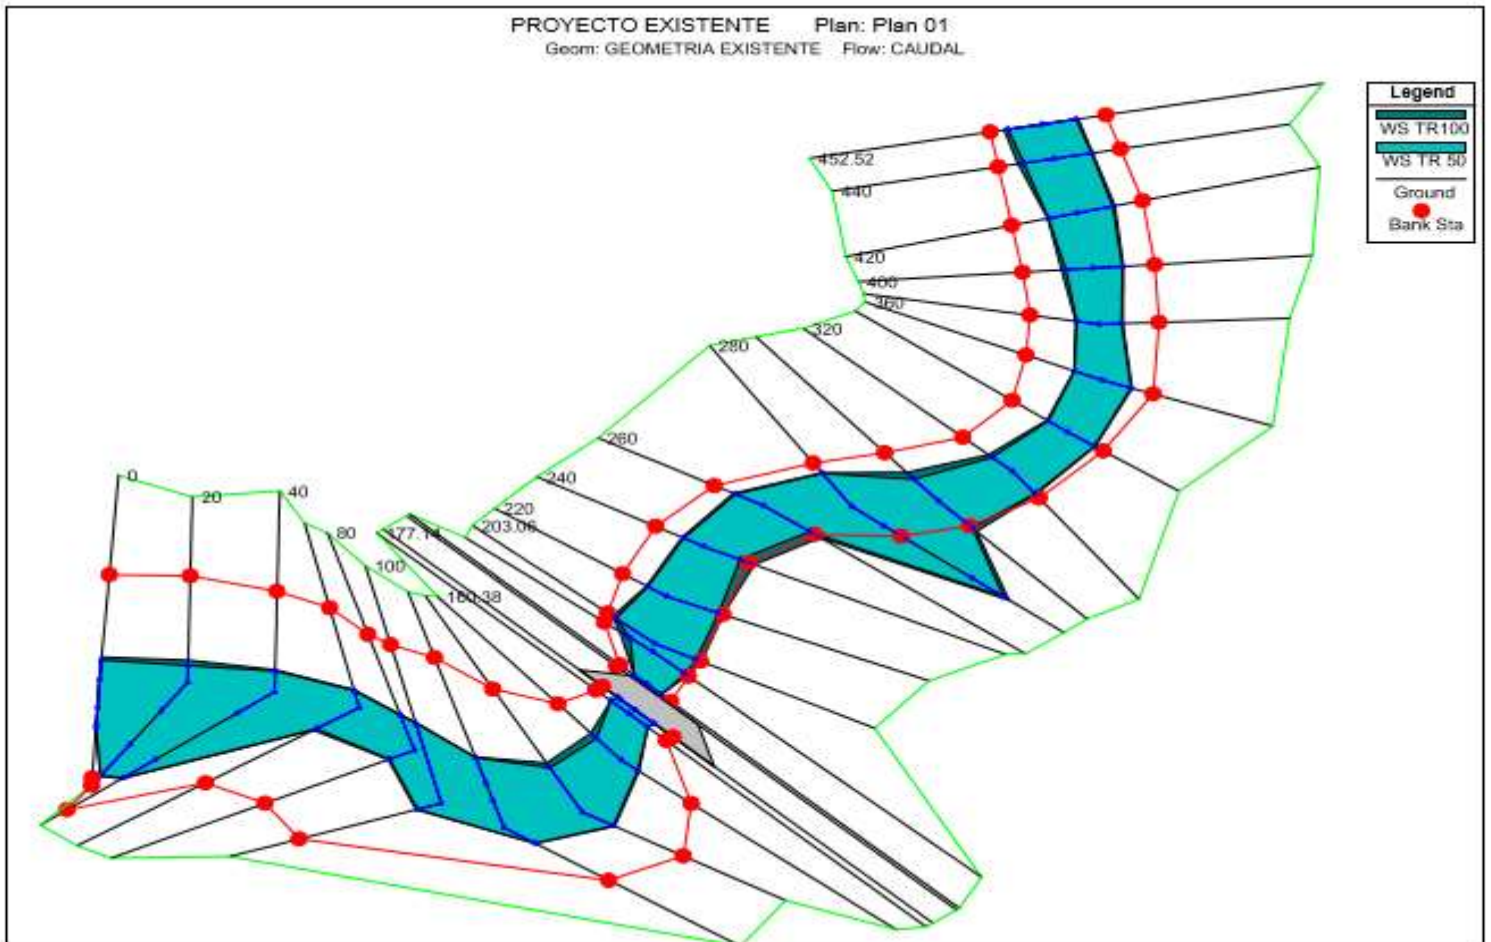 PROYECTO EXISTENTE Plan: Plan 01
Geom: GEOMETRIA EXISTENTE Flow: CAUDAL
Legend
WS TR100
WS TR 50
Ground
Bank Sta
452.52
440
420
400
360
320
280
260
240
220
203.06
177.14
160.38
100
80
40
20
0